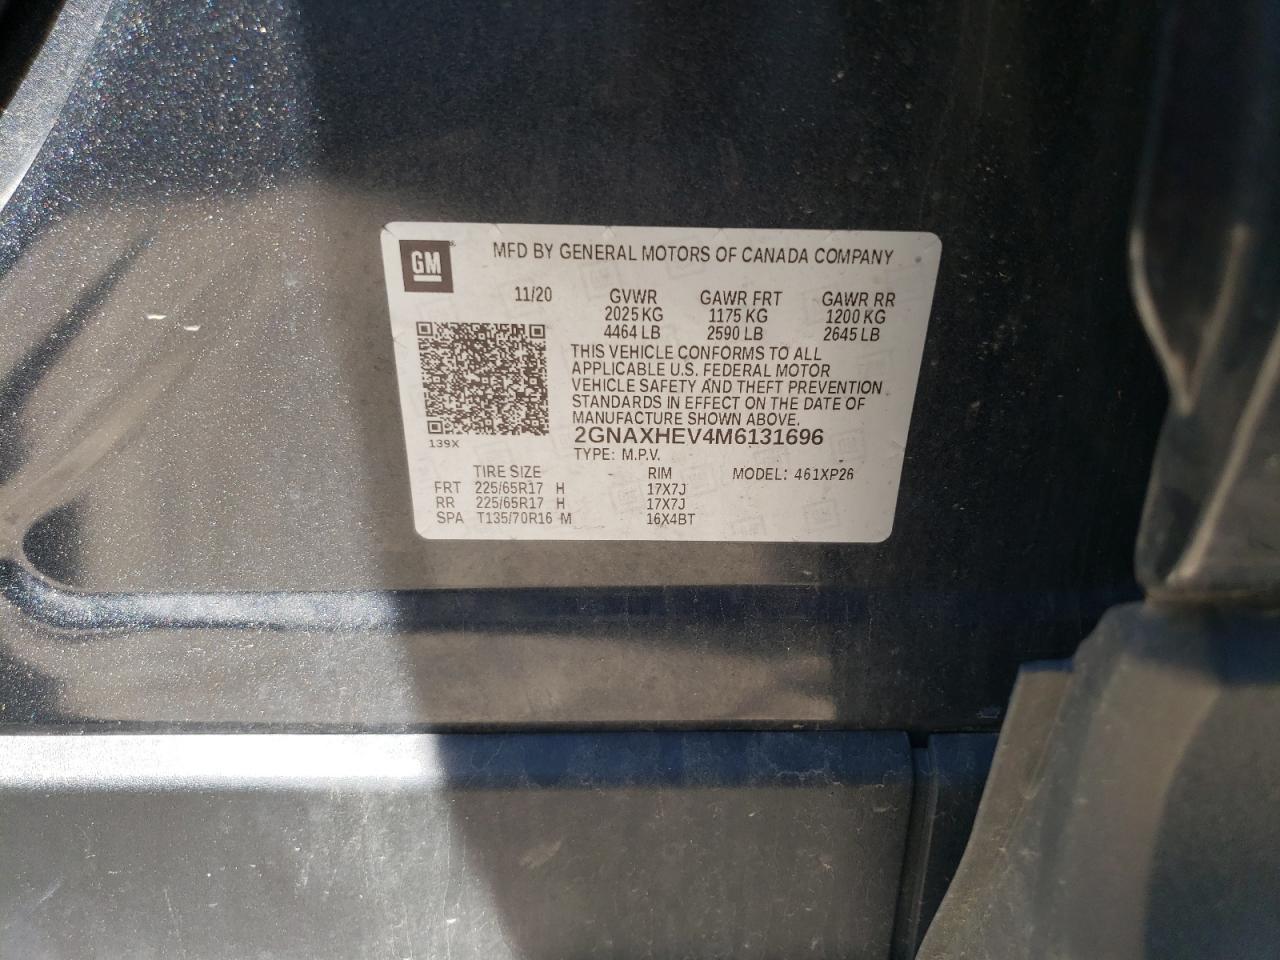 GM
MFD BY GENERAL MOTORS OF CANADA COMPANY
11/20 GVWR GAWR FRT GAWR RR
2025 KG 1175 KG 1200 KG
4464 LB 2590 LB 2645 LB
THIS VEHICLE CONFORMS TO ALL
APPLICABLE U.S. FEDERAL MOTOR
VEHICLE SAFETY AND THEFT PREVENTION
STANDARDS IN EFFECT ON THE DATE OF
MANUFACTURE SHOWN ABOVE.
139X
2GNAXHEV4M6131696
TYPE: M.P.V.
TIRE SIZE RIM MODEL: 461XP26
FRT 225/65R17 H 17X7J
RR 225/65R17 H 17X7J
SPA T135/70R16 M 16X4BT